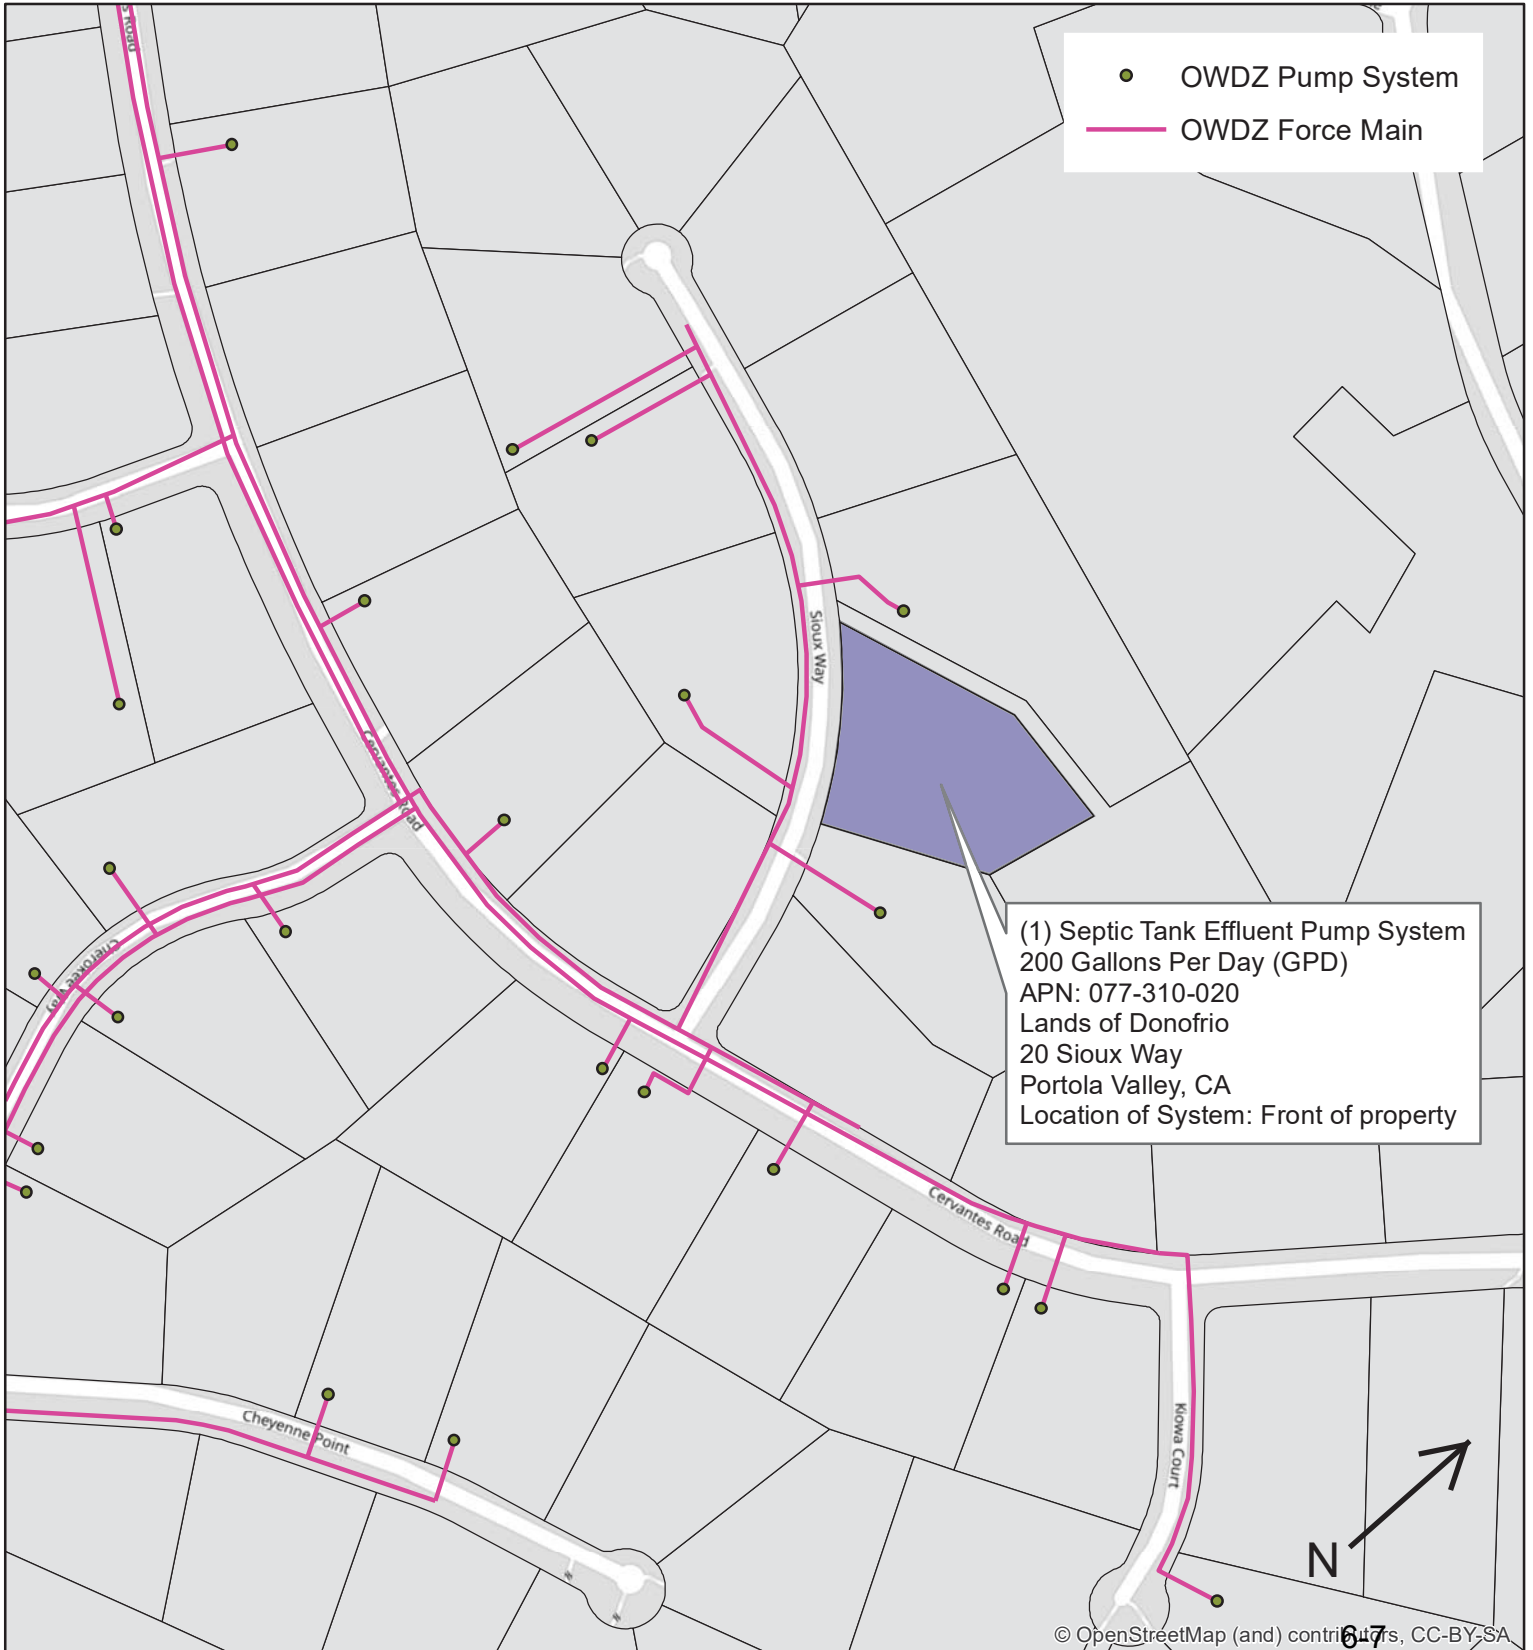 s Road
OWDZ Pump System
OWDZ Force Main
Sioux Way
Cervantes Road
Cherokee Way
(1) Septic Tank Effluent Pump System
200 Gallons Per Day (GPD)
APN: 077-310-020
Lands of Donofrio
20 Sioux Way
Portola Valley, CA
Location of System: Front of property
Cervantes Road
Cheyenne Point
Kiowa Court
N
© OpenStreetMap (and) contributors, CC-BY-SA
6-7